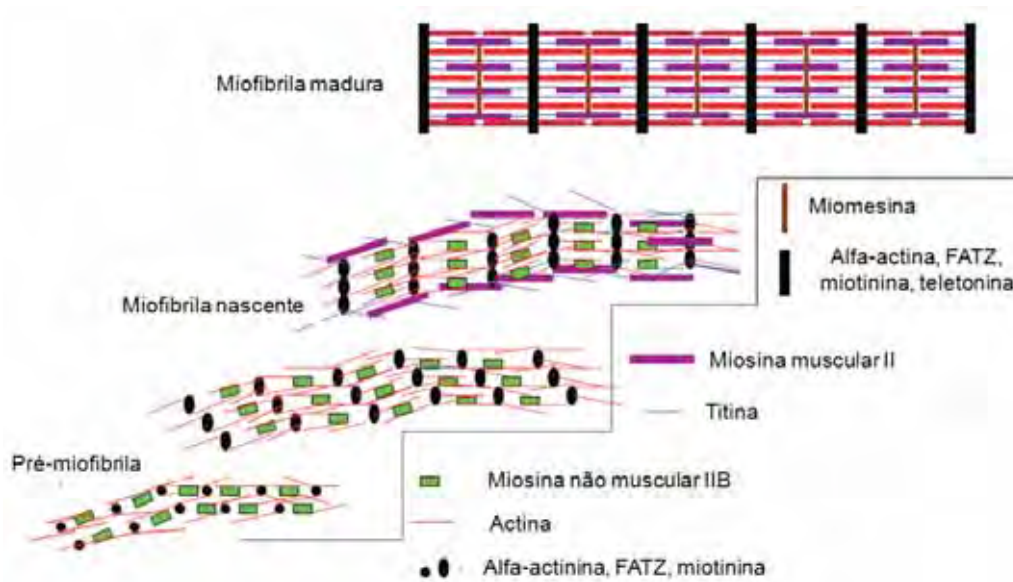 Miofibrila madura
Miomesina
Alfa-actina, FATZ,
miotinina, teletonina
Miofibrila nascente
Miosina muscular II
Titina
Pré-miofibrila
Miosina não muscular IIB
Actina
Alfa-actinina, FATZ, miotinina